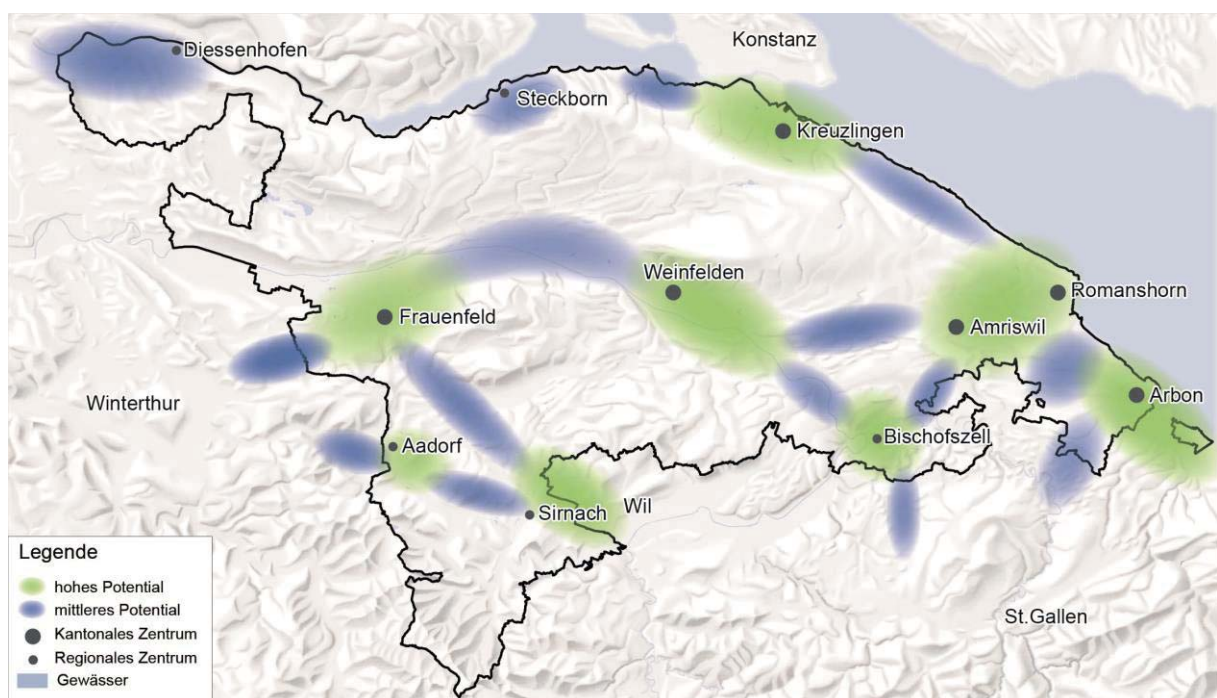 Konstanz
Diessenhofen
Steckborn
Kreuzlingen
Weinfelden
Romanshorn
Frauenfeld
Amriswil
Winterthur
Arbon
Aadorf
Bischofszell
Wil
Sirnach
St.Gallen
Legende
hohes Potential
mittleres Potential
Kantonales Zentrum
Regionales Zentrum
Gewässer